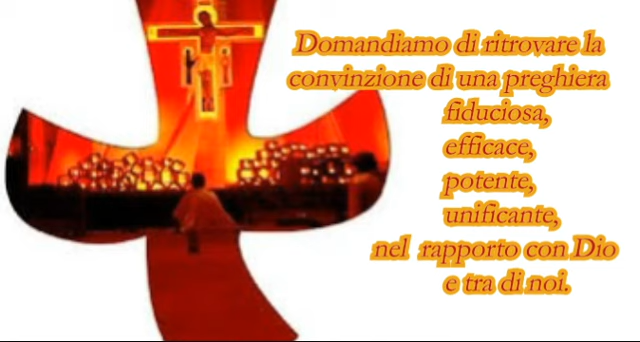 Domandiamo di ritrovare la
convinzione di una preghiera
fiduciosa,
efficace,
potente,
unificante,
nel rapporto con Dio
e tra di noi.